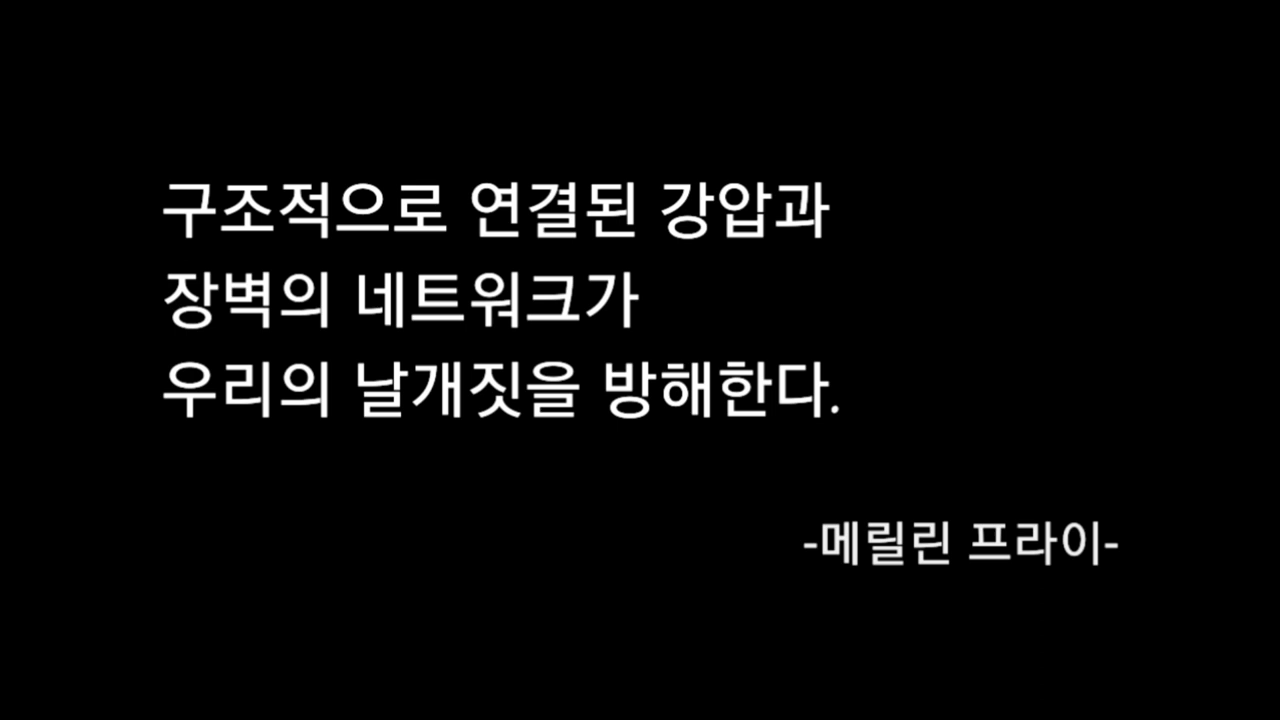 구조적으로 연결된 강압과
장벽의 네트워크가
우리의 날개짓을 방해한다.
-메릴린 프라이-